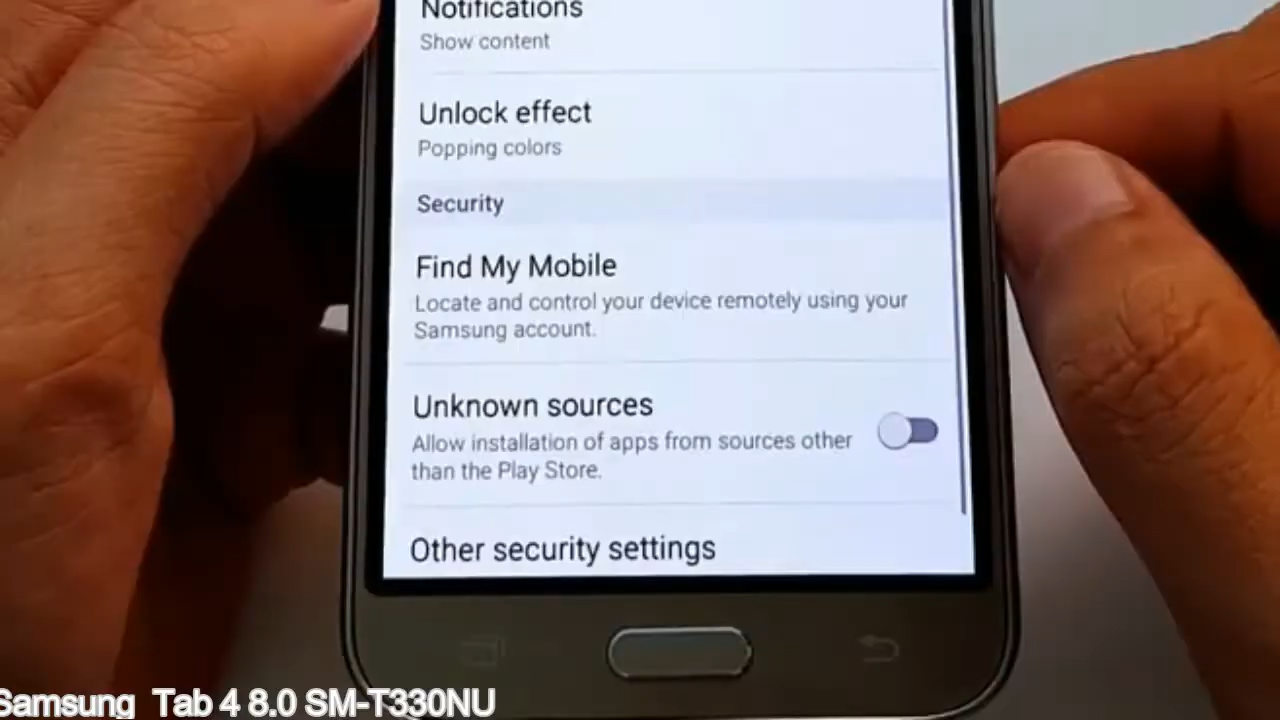 Notifications
Show content
Unlock effect
Popping colors
Security
Find My Mobile
Locate and control your device remotely using your
Samsung account.
Unknown sources
Allow installation of apps from sources other
than the Play Store.
Other security settings
Samsung Tab 4 8.0 SM-T330NU